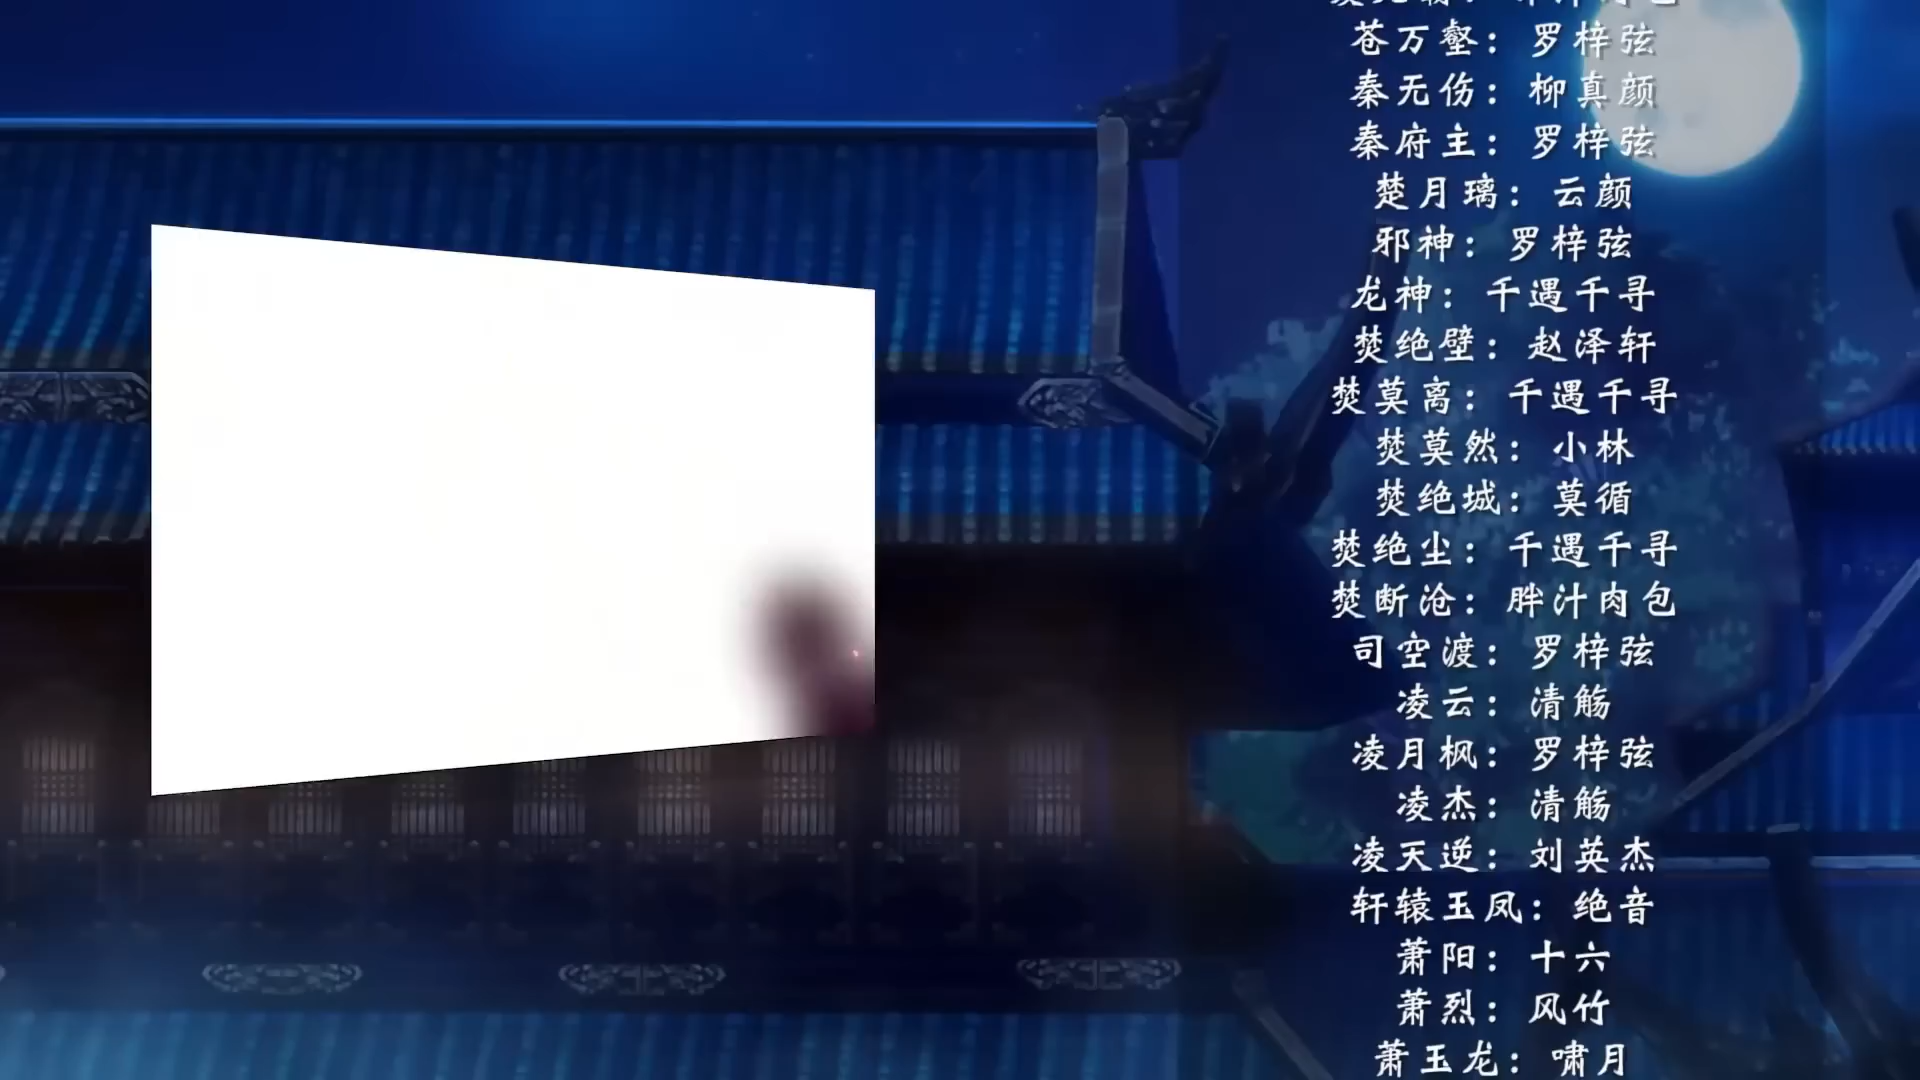 苍万壑：罗梓弦
秦无伤：柳真颜
秦府主：罗梓弦
楚月璃：云颜
邪神：罗梓弦
龙神：千遇千寻
焚绝壁：赵泽轩
焚莫离：千遇千寻
焚莫然：小林
焚绝城：莫循
焚绝尘：千遇千寻
焚断沧：胖汁肉包
司空渡：罗梓弦
凌云：清觞
凌月枫：罗梓弦
凌杰：清觞
凌天逆：刘英杰
轩辕玉凤：绝音
萧阳：十六
萧烈：风竹
萧玉龙：啸月